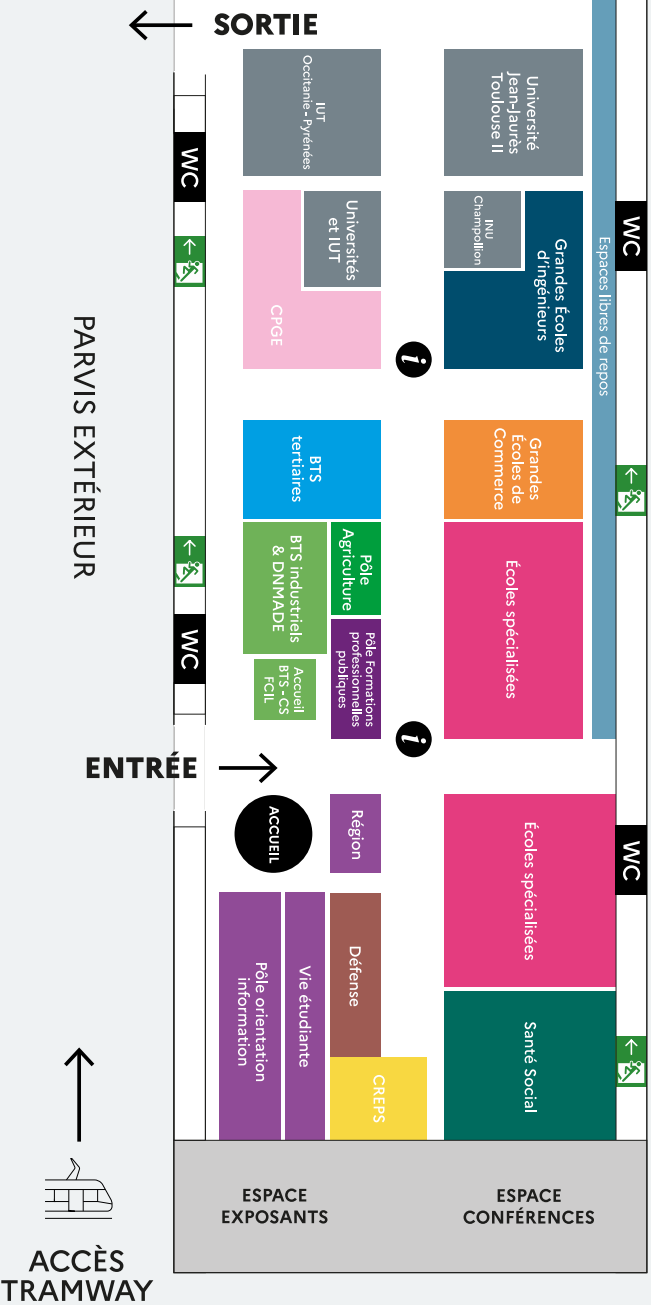 SORTIE
IUT
Occitanie - Pyrénées
Université
Jean-Jaurès
Toulouse II
WC
Universités
et IUT
CPGE
INU
Champollion
Grandes Écoles
d'ingénieurs
WC
Espaces libres de repos
i
PARVIS EXTÉRIEUR
BTS
tertiaires
Grandes
Écoles de
Commerce
BTS industriels
& DNMADE
Pôle
Agriculture
Écoles spécialisées
WC
Accueil
BTS - CS
FCIL
Pôle Formations
professionnelles
publiques
i
ENTRÉE
ACCUEIL
Région
Écoles spécialisées
WC
Pôle orientation
information
Vie étudiante
Défense
CREPS
Santé Social
ESPACE
EXPOSANTS
ESPACE
CONFÉRENCES
ACCÈS
TRAMWAY